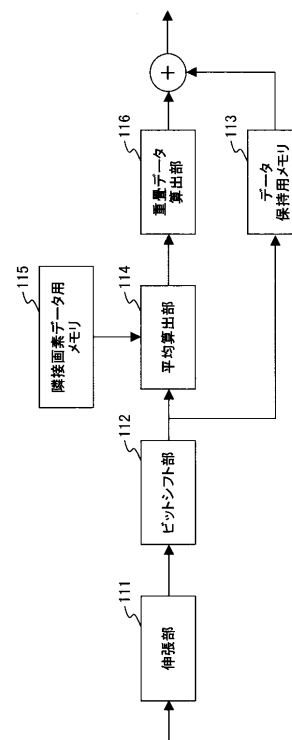 111
伸張部
112
ビットシフト部
115
隣接画素データ用
メモリ
114
平均算出部
116
重畳データ
算出部
+
113
データ
保持用メモリ